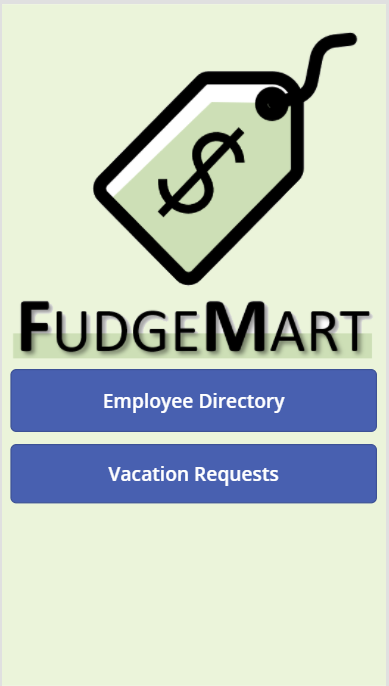 $
FUDGEMART
Employee Directory
Vacation Requests